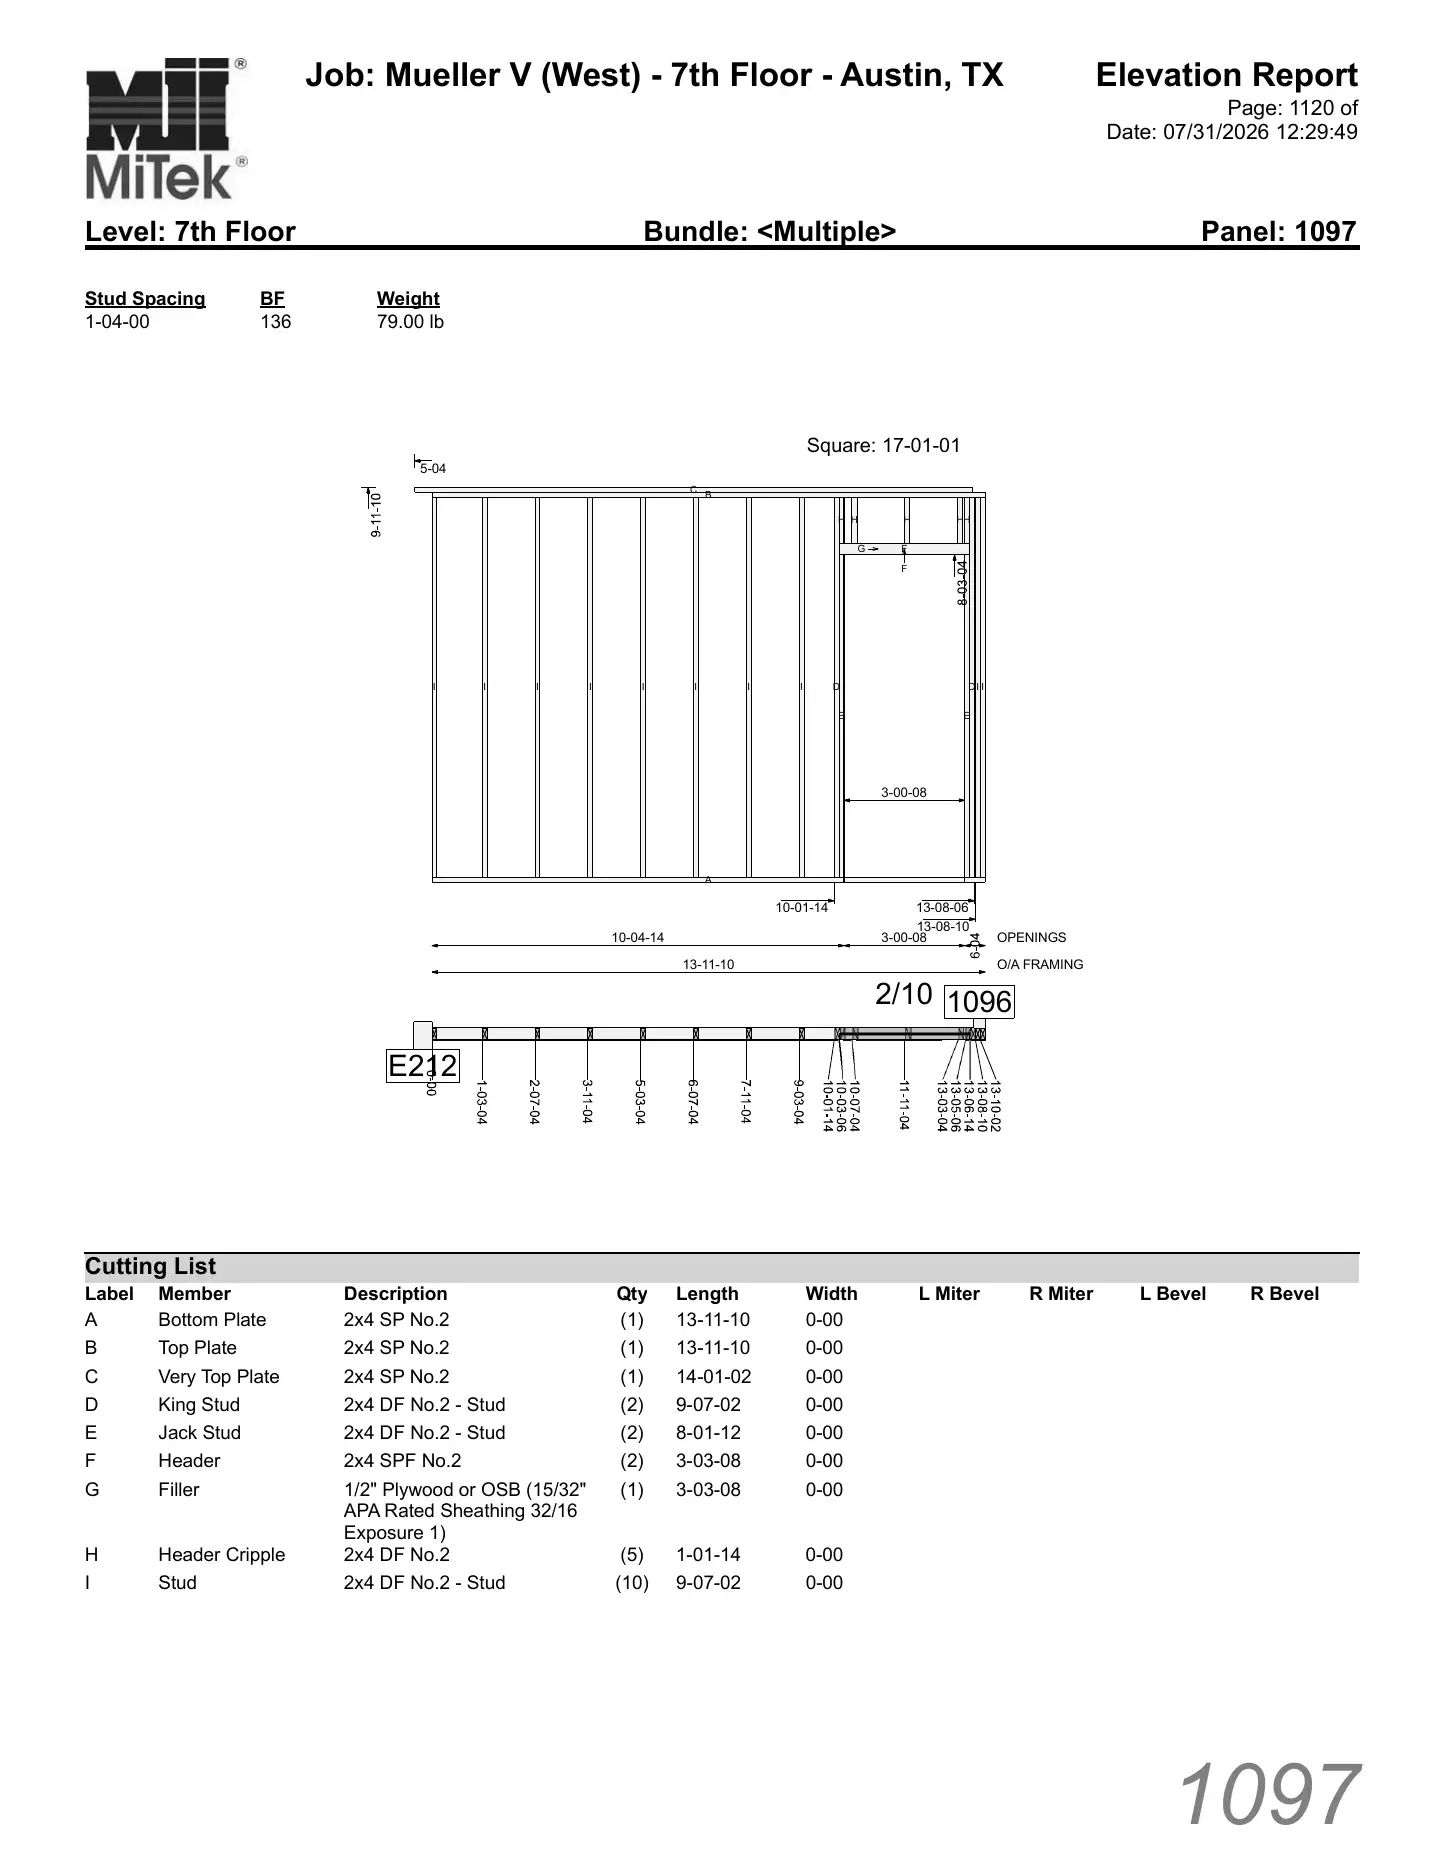 Job: Mueller V (West) - 7th Floor - Austin, TX
Elevation Report
Page: 1120 of
Date: 07/31/2026 12:29:49
®
MiTek®
Level: 7th Floor Bundle: <Multiple> Panel: 1097
Stud Spacing BF Weight
1-04-00 136 79.00 lb
Square: 17-01-01
5-04
9-11-10
C
B
H H H H H
G F
F
8-03-04
I I I I I I I I D D I I
E E
3-00-08
A
10-01-14 13-08-06
13-08-10
10-04-14 3-00-08 6-04 OPENINGS
13-11-10 O/A FRAMING
2/10 1096
E212
0-00 1-03-04 2-07-04 3-11-04 5-03-04 6-07-04 7-11-04 9-03-04 10-01-14 10-03-06 10-07-04 11-11-04 13-03-04 13-05-06 13-06-14 13-08-10 13-10-02
Cutting List
Label Member Description Qty Length Width L Miter R Miter L Bevel R Bevel
A Bottom Plate 2x4 SP No.2 (1) 13-11-10 0-00
B Top Plate 2x4 SP No.2 (1) 13-11-10 0-00
C Very Top Plate 2x4 SP No.2 (1) 14-01-02 0-00
D King Stud 2x4 DF No.2 - Stud (2) 9-07-02 0-00
E Jack Stud 2x4 DF No.2 - Stud (2) 8-01-12 0-00
F Header 2x4 SPF No.2 (2) 3-03-08 0-00
G Filler 1/2" Plywood or OSB (15/32" (1) 3-03-08 0-00
APA Rated Sheathing 32/16
Exposure 1)
H Header Cripple 2x4 DF No.2 (5) 1-01-14 0-00
I Stud 2x4 DF No.2 - Stud (10) 9-07-02 0-00
1097